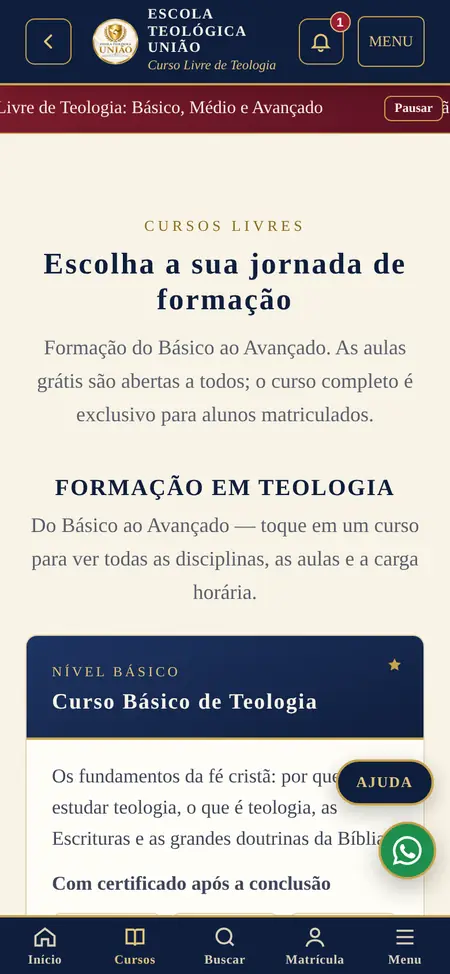 ESCOLA
TEOLÓGICA
UNIÃO
Curso Livre de Teologia
1
MENU
Livre de Teologia: Básico, Médio e Avançado
Pausar
CURSOS LIVRES
Escolha a sua jornada de
formação
Formação do Básico ao Avançado. As aulas
grátis são abertas a todos; o curso completo é
exclusivo para alunos matriculados.
FORMAÇÃO EM TEOLOGIA
Do Básico ao Avançado — toque em um curso
para ver todas as disciplinas, as aulas e a carga
horária.
NÍVEL BÁSICO
Curso Básico de Teologia
Os fundamentos da fé cristã: por que
estudar teologia, o que é teologia, as
Escrituras e as grandes doutrinas da Bíblia
Com certificado após a conclusão
AJUDA
Início
Cursos
Buscar
Matrícula
Menu